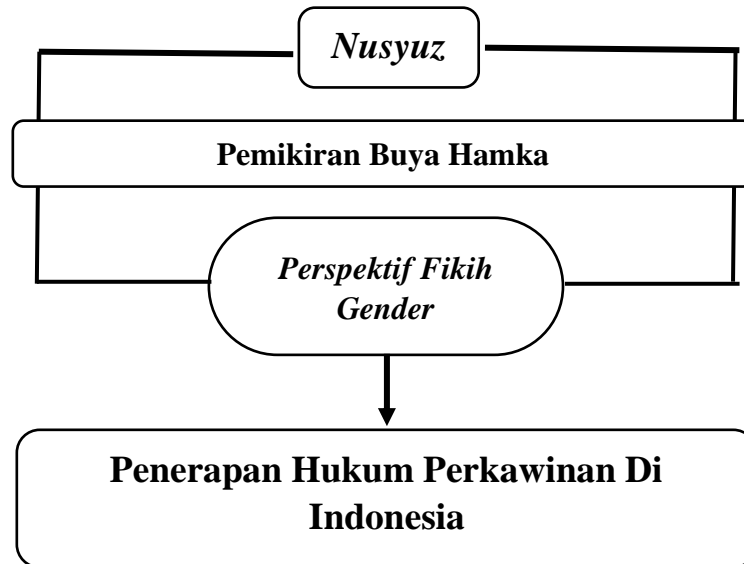 Nusyuz
Pemikiran Buya Hamka
Perspektif Fikih
Gender
Penerapan Hukum Perkawinan Di
Indonesia